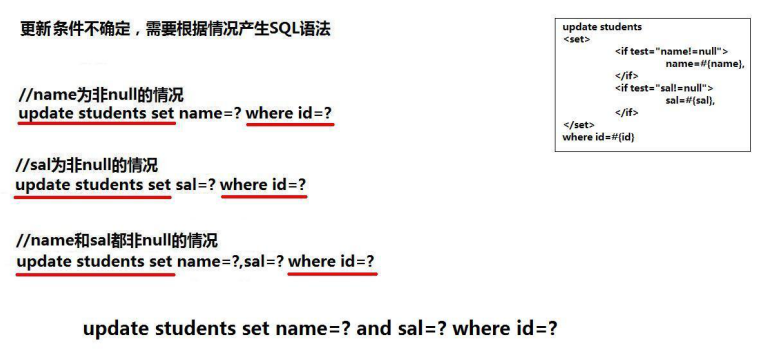 更新条件不确定，需要根据情况产生SQL语法
//name为非null的情况
update students set name=? where id=?
//sal为非null的情况
update students set sal=? where id=?
//name和sal都非null的情况
update students set name=?,sal=? where id=?
update students set name=? and sal=? where id=?
update students
<set>
<if test="name!=null">
name=#{name},
</if>
<if test="sal!=null">
sal=#{sal},
</if>
</set>
where id=#{id}